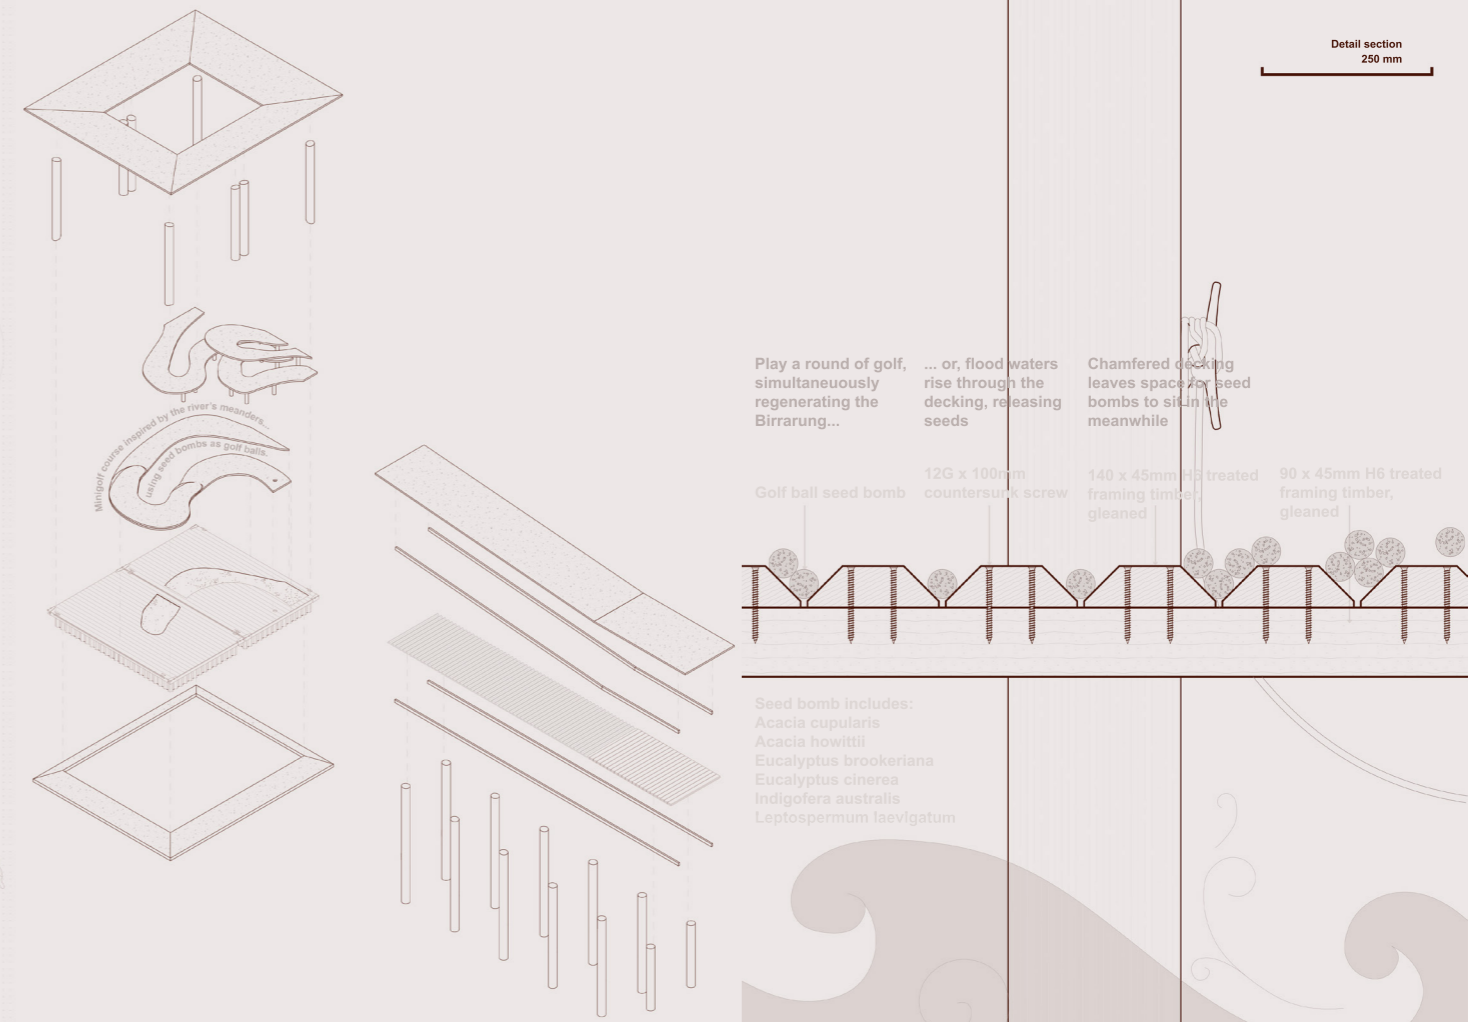 Detail section
250 mm
Minigolf course inspired by the river's meanders...
using seed bombs as golf balls.
Play a round of golf,
simultaneuously
regenerating the
Birrarung...
... or, flood waters
rise through the
decking, releasing
seeds
Chamfered decking
leaves space for seed
bombs to sit in the
meanwhile
Golf ball seed bomb
12G x 100mm
countersunk screw
140 x 45mm H6 treated
framing timber,
gleaned
90 x 45mm H6 treated
framing timber,
gleaned
Seed bomb includes:
Acacia cupularis
Acacia howittii
Eucalyptus brookeriana
Eucalyptus cinerea
Indigofera australis
Leptospermum laevigatum